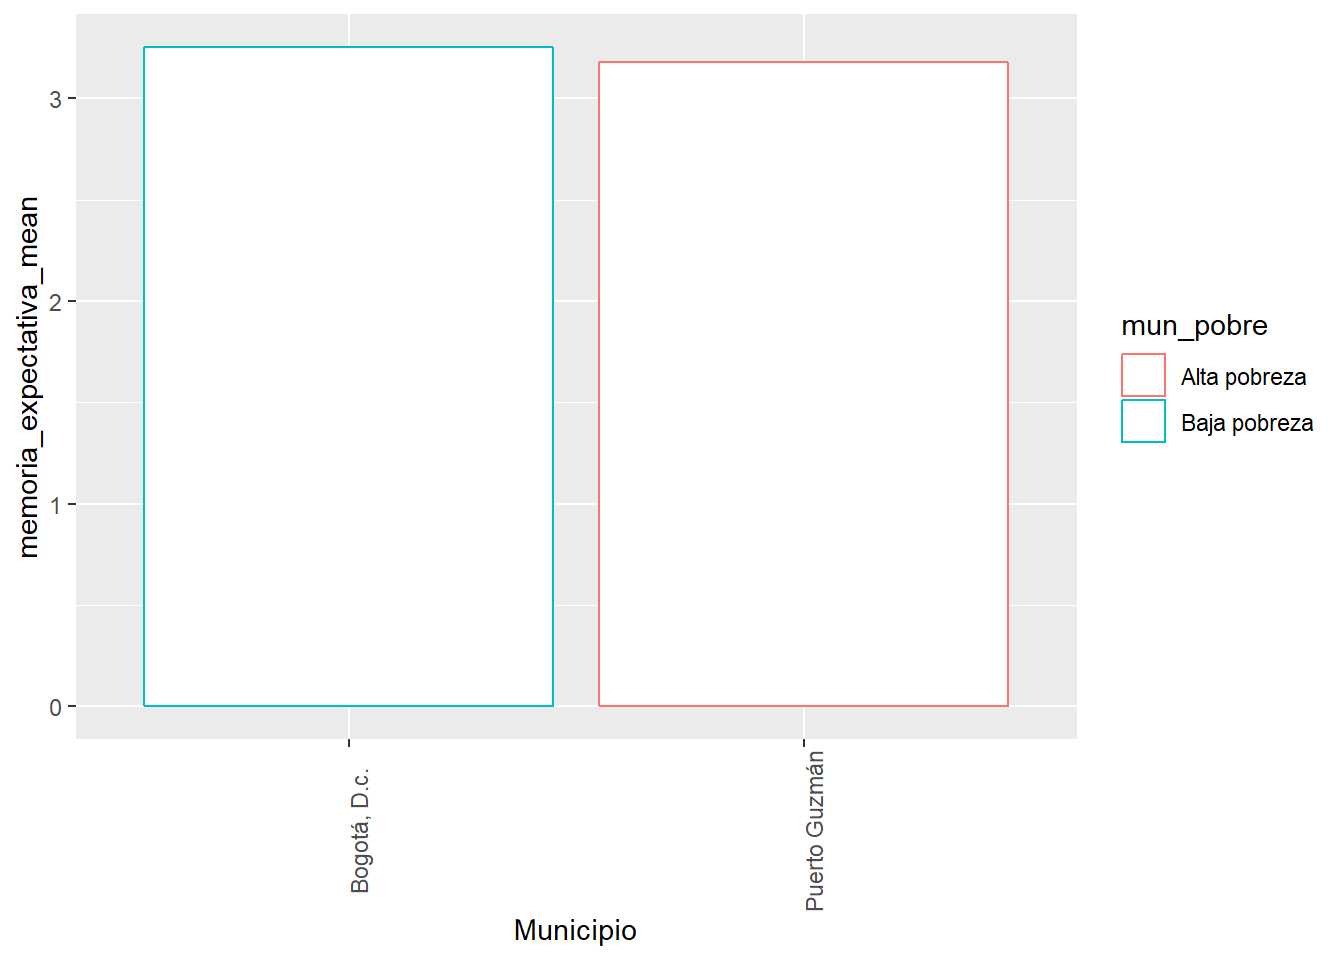 memoria_expectativa_mean
3
2
1
0
Bogotá, D.c.
Puerto Guzmán
Municipio
mun_pobre
Alta pobreza
Baja pobreza